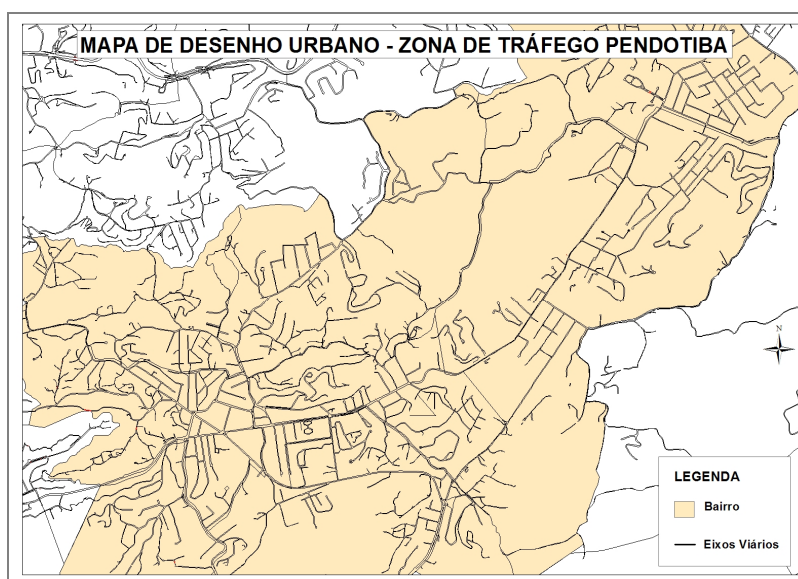 MAPA DE DESENHO URBANO - ZONA DE TRÁFEGO PENDOTIBA
N
LEGENDA
Bairro
Eixos Viários